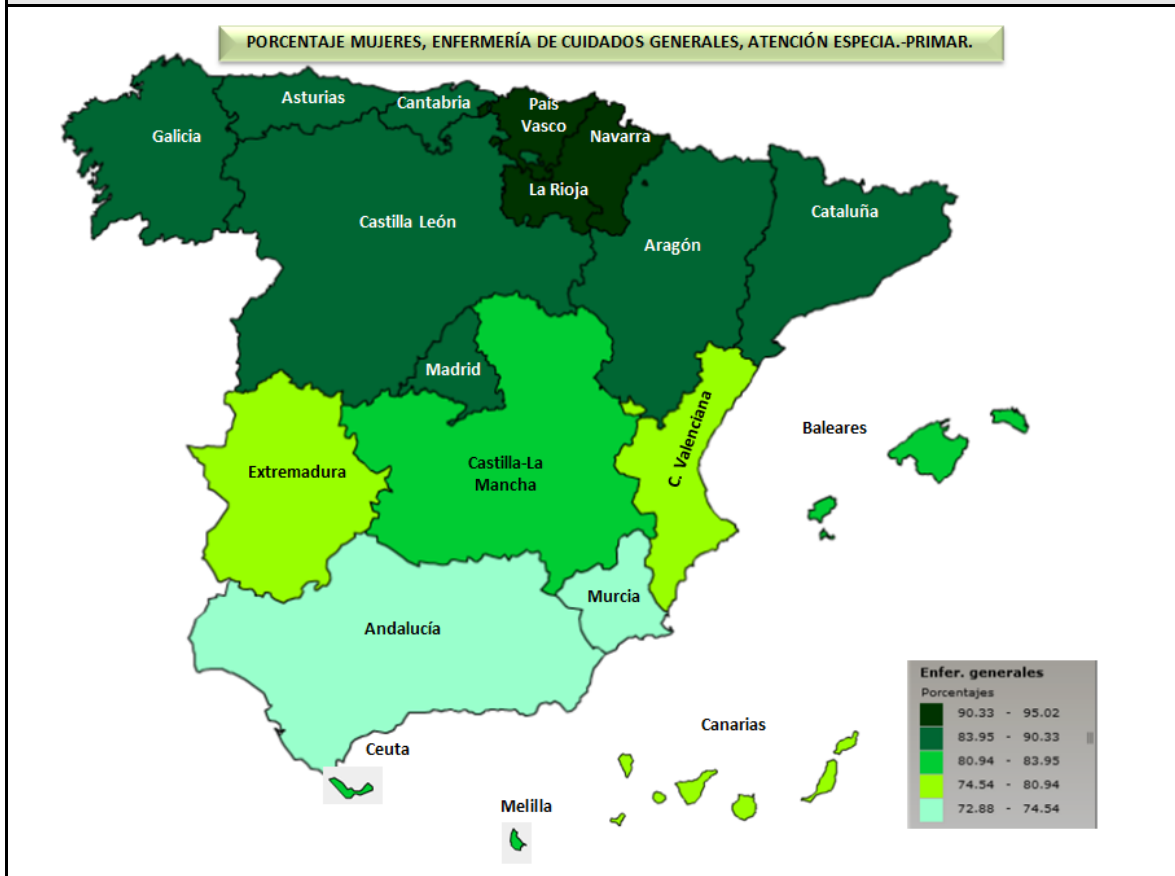 PORCENTAJE MUJERES, ENFERMERÍA DE CUIDADOS GENERALES, ATENCIÓN ESPECIA.-PRIMAR.
Asturias
Cantabria
País
Vasco
Navarra
Galicia
La Rioja
Castilla León
Cataluña
Aragón
Madrid
C. Valenciana
Baleares
Extremadura
Castilla-La
Mancha
Murcia
Andalucía
Ceuta
Canarias
Melilla
Enfer. generales
Porcentajes
90.33 - 95.02
83.95 - 90.33
80.94 - 83.95
74.54 - 80.94
72.88 - 74.54